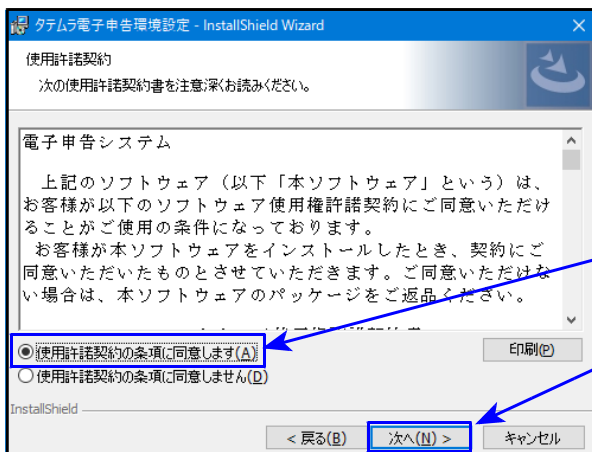 タテムラ電子申告環境設定 - InstallShield Wizard
使用許諾契約
次の使用許諾契約書を注意深くお読みください。
電子申告システム
上記のソフトウェア（以下「本ソフトウェア」という）は、
お客様が以下のソフトウェア使用権許諾契約にご同意いただけ
ることがご使用の条件になっております。
お客様が本ソフトウェアをインストールしたとき、契約にご
同意いただいたものとさせていただきます。ご同意いただけな
い場合は、本ソフトウェアのパッケージをご返品ください。
使用許諾契約の条項に同意します(A)
印刷(P)
使用許諾契約の条項に同意しません(D)
InstallShield
< 戻る(B)
次へ(N) >
キャンセル